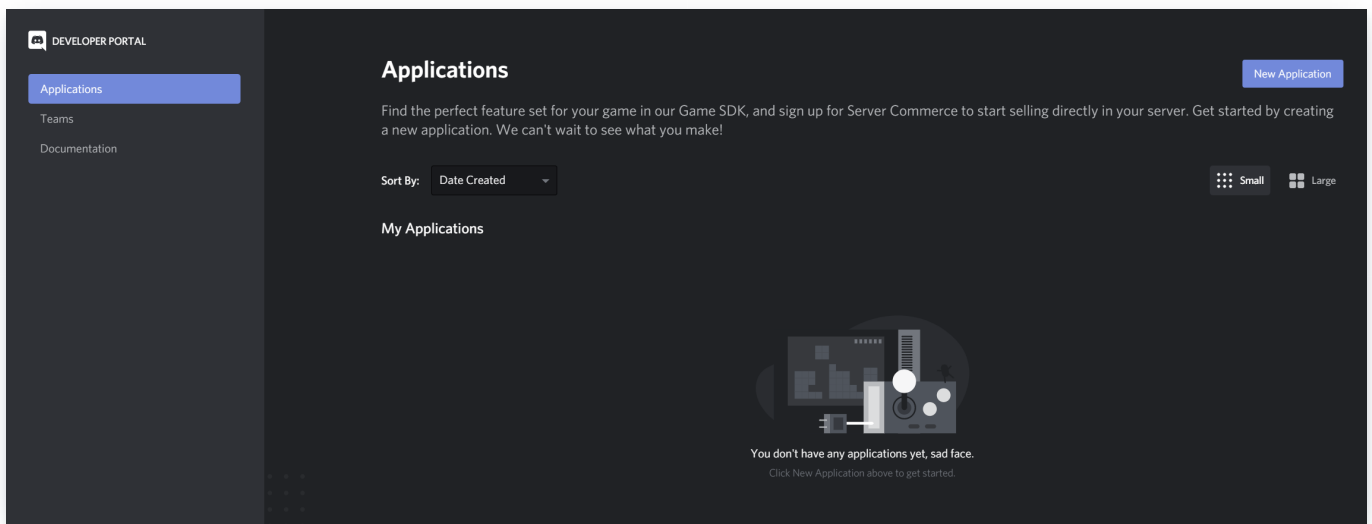 DEVELOPER PORTAL
Applications
Teams
Documentation
Applications
New Application
Find the perfect feature set for your game in our Game SDK, and sign up for Server Commerce to start selling directly in your server. Get started by creating
a new application. We can't wait to see what you make!
Sort By: Date Created
Small Large
My Applications
You don't have any applications yet, sad face.
Click New Application above to get started.